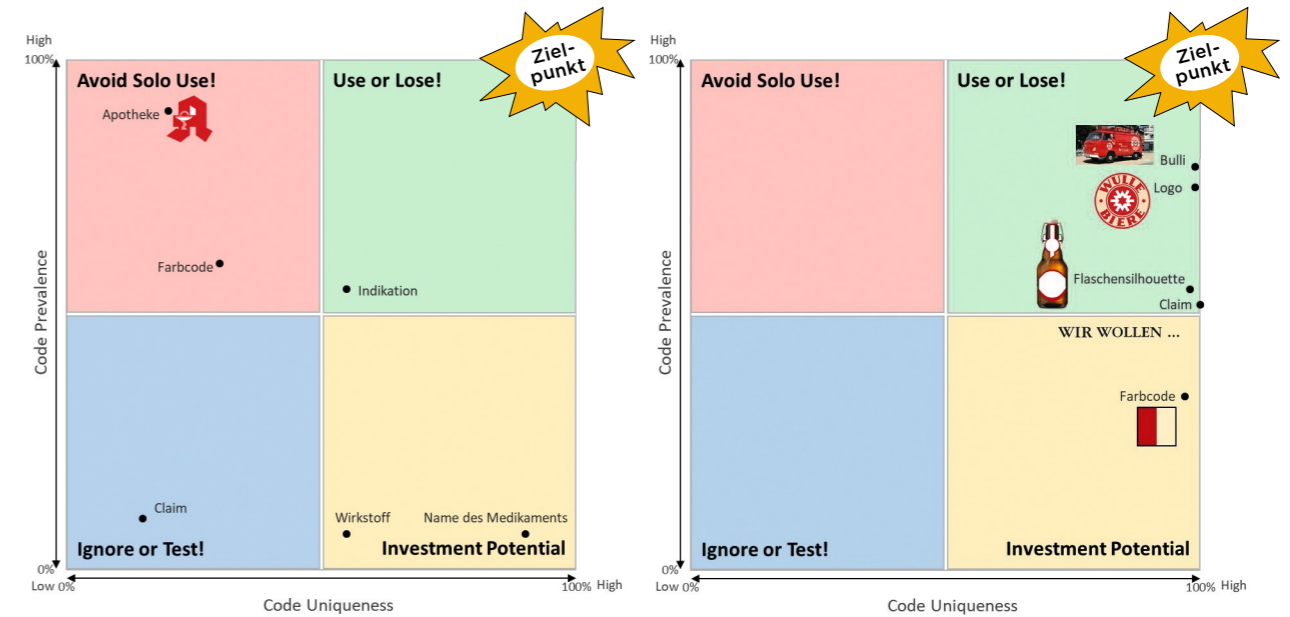 High
100%
Avoid Solo Use!
Use or Lose!
Ziel-
punkt
Apotheke
Farbcode
Indikation
Code Prevalence
Claim
Wirkstoff
Name des Medikaments
Ignore or Test!
Investment Potential
0%
Low 0%
100% High
Code Uniqueness
High
100%
Avoid Solo Use!
Use or Lose!
Ziel-
punkt
Bulli
Logo
WULLE
BIERE
Flaschensilhouette
Claim
WIR WOLLEN ...
Farbcode
Code Prevalence
Ignore or Test!
Investment Potential
0%
Low 0%
100% High
Code Uniqueness